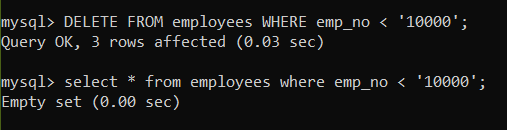 mysql> DELETE FROM employees WHERE emp_no < '10000';
Query OK, 3 rows affected (0.03 sec)
mysql> select * from employees where emp_no < '10000';
Empty set (0.00 sec)